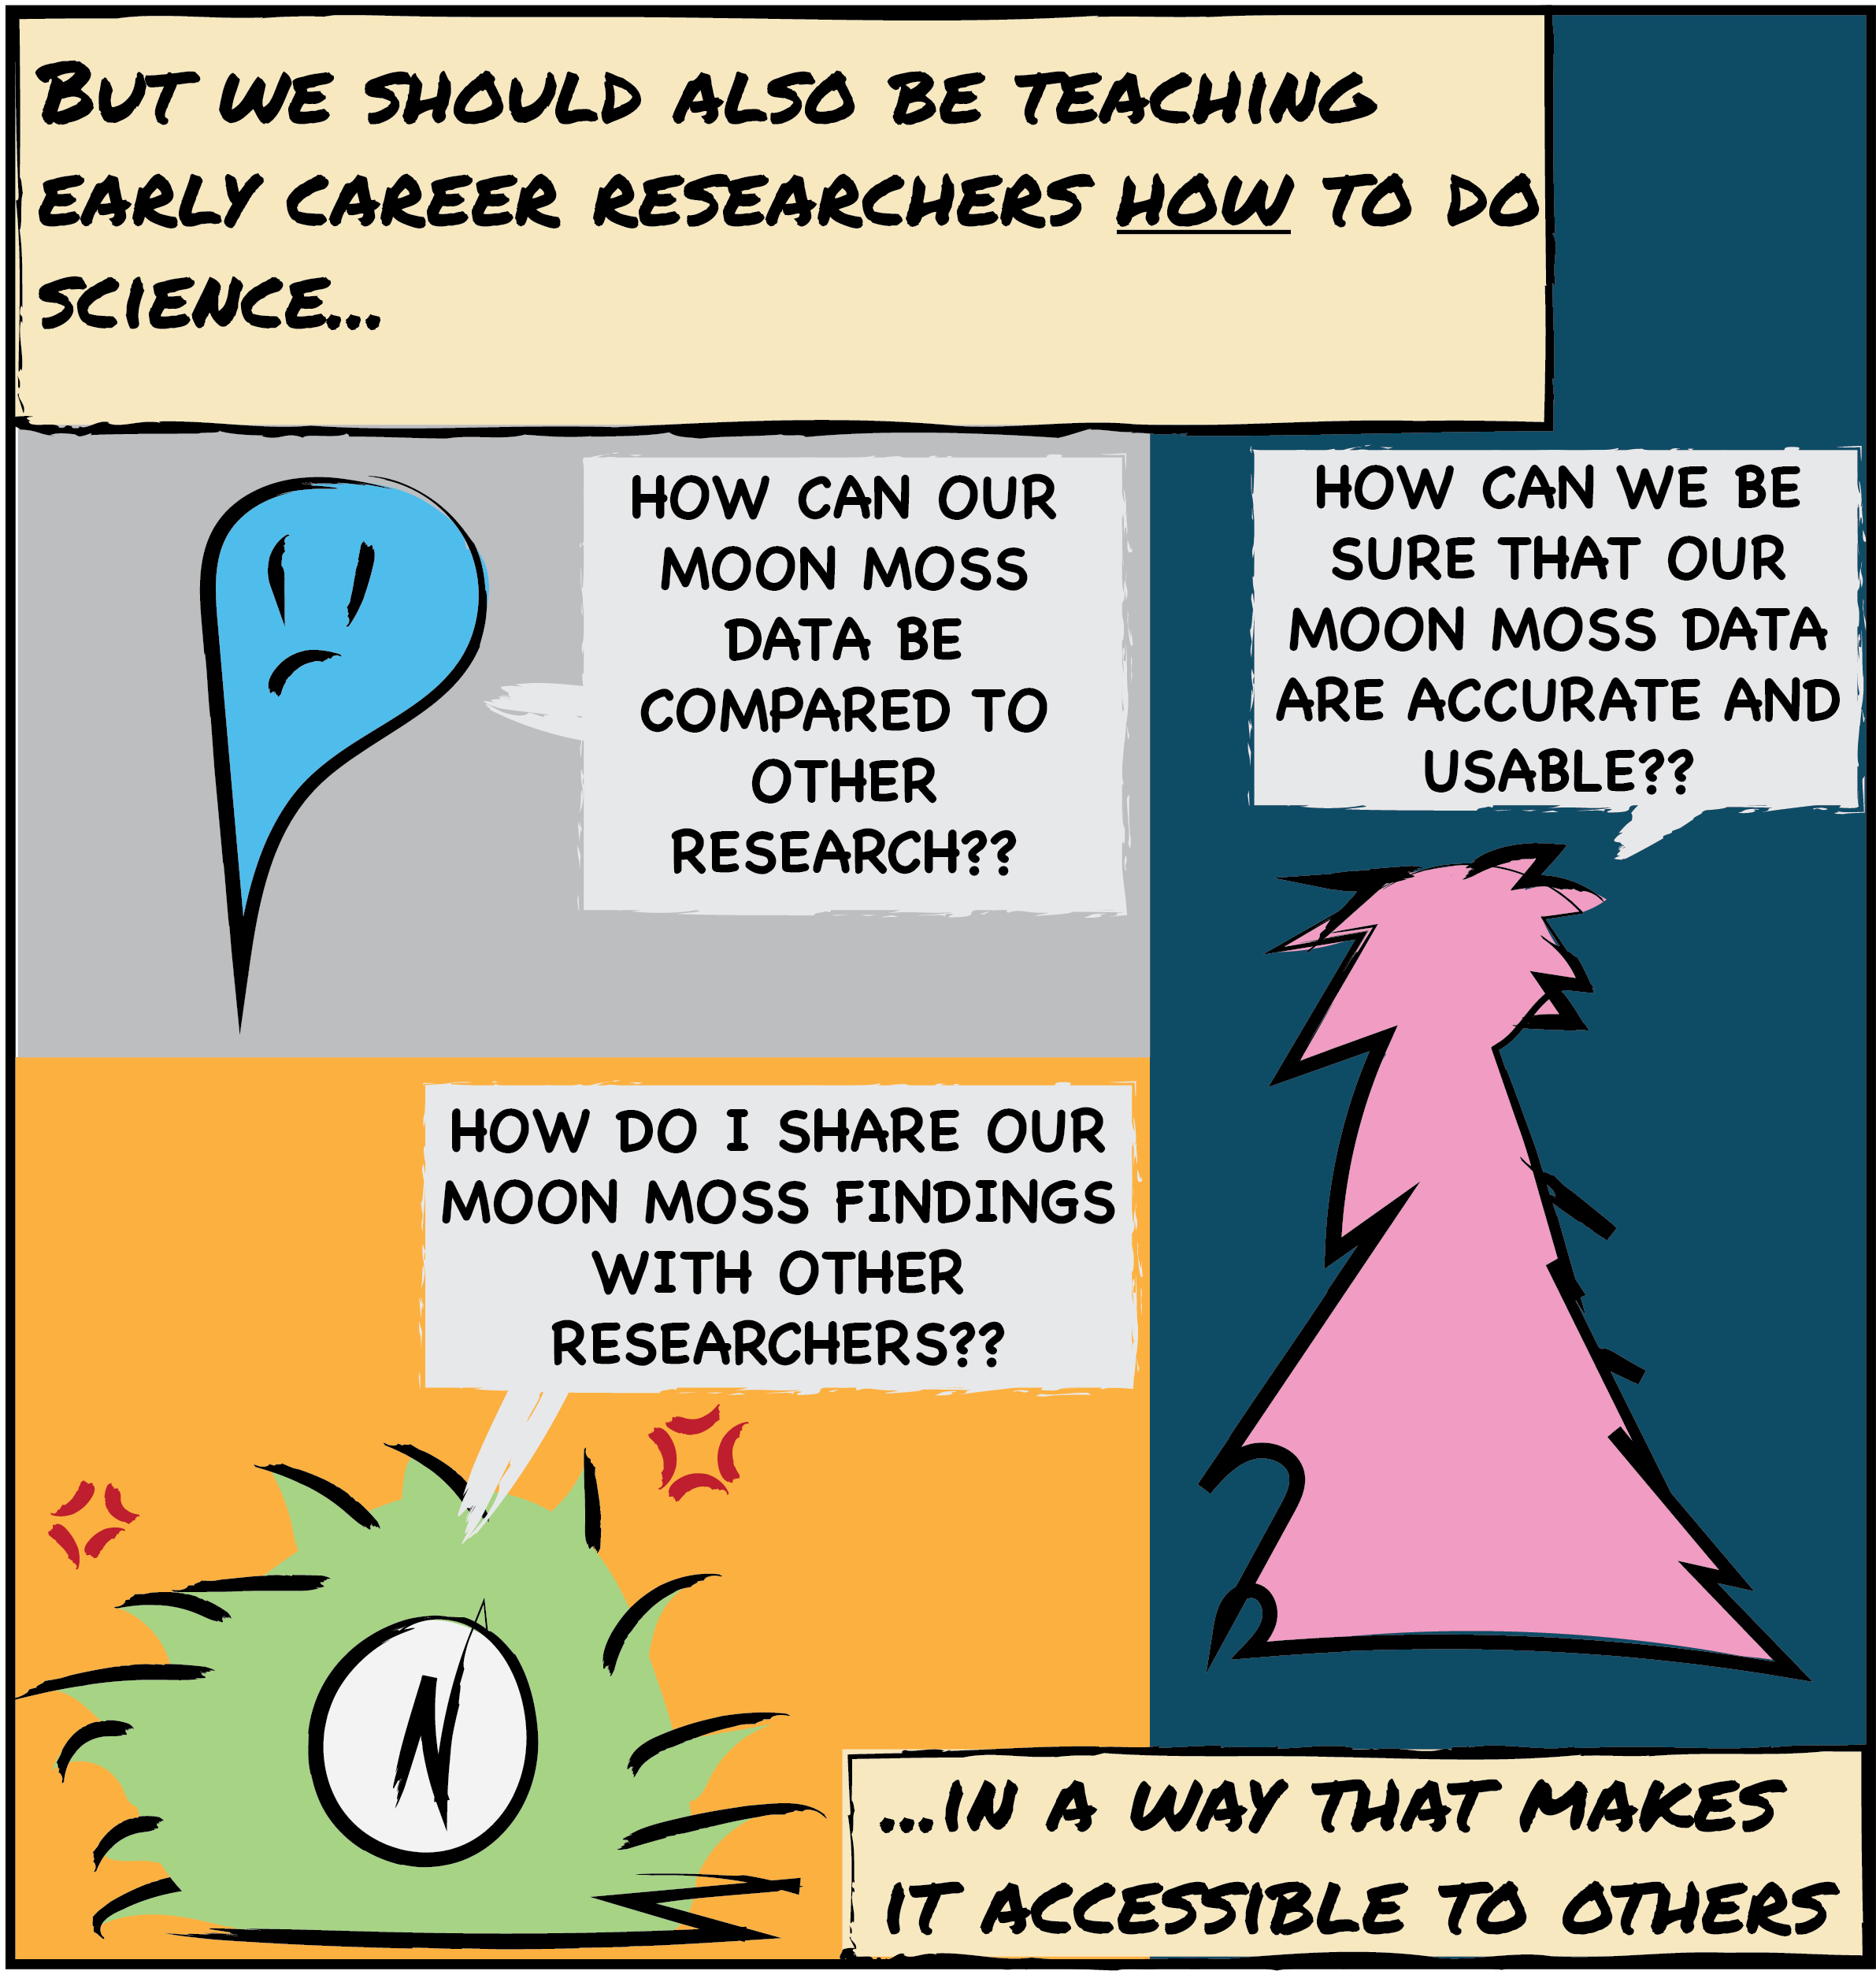 BUT WE SHOULD ALSO BE TEACHING
EARLY CAREER RESEARCHERS HOW TO DO
SCIENCE...
HOW CAN OUR
MOON MOSS
DATA BE
COMPARED TO
OTHER
RESEARCH??
HOW CAN WE BE
SURE THAT OUR
MOON MOSS DATA
ARE ACCURATE AND
USABLE??
HOW DO I SHARE OUR
MOON MOSS FINDINGS
WITH OTHER
RESEARCHERS??
...IN A WAY THAT MAKES
IT ACCESSIBLE TO OTHERS